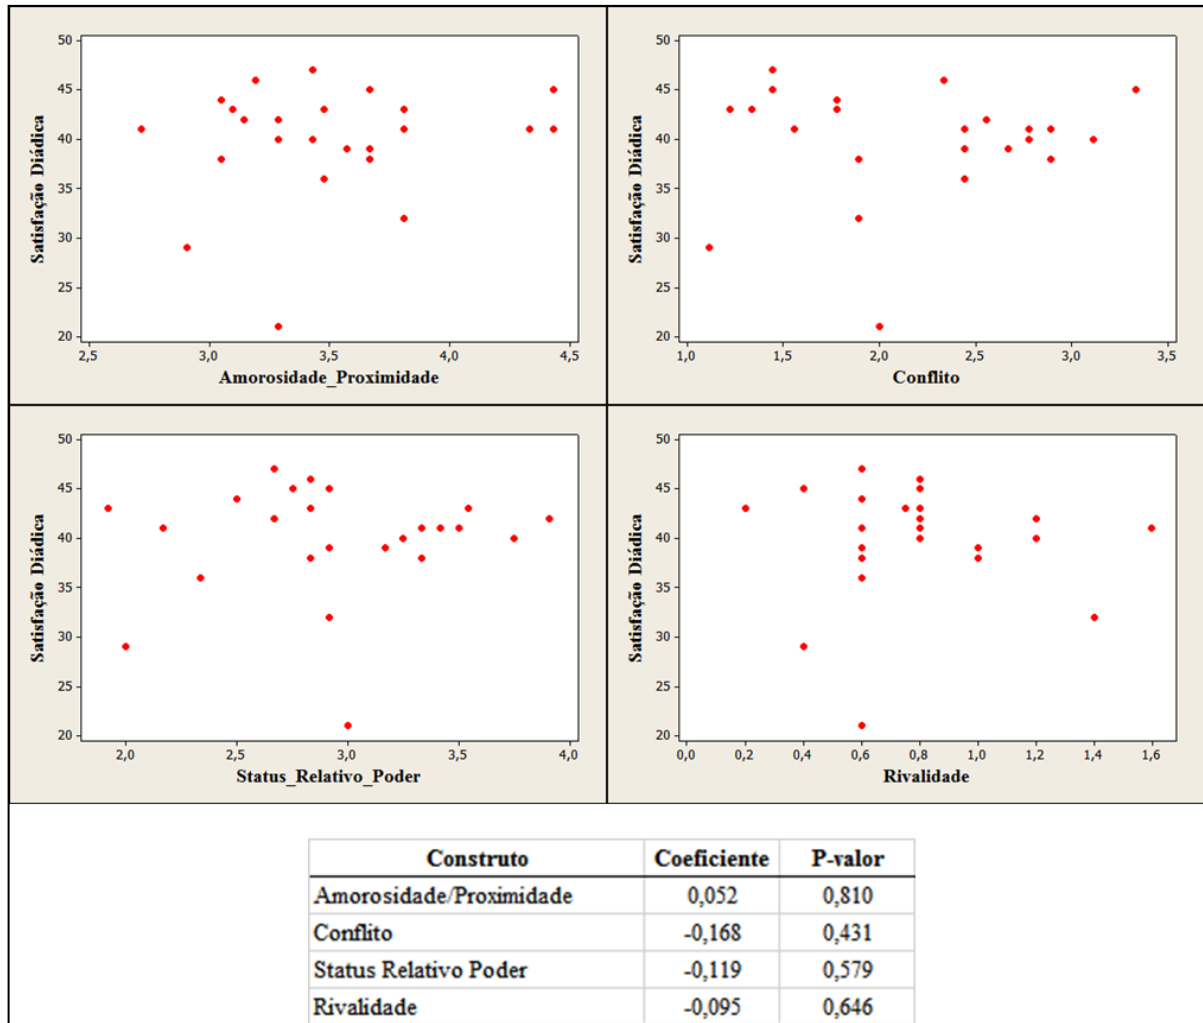 50
45
40
35
30
25
20
Satisfação Diádica
2,5 3,0 3,5 4,0 4,5
Amorosidade_Proximidade
50
45
40
35
30
25
20
Satisfação Diádica
1,0 1,5 2,0 2,5 3,0 3,5
Conflito
50
45
40
35
30
25
20
Satisfação Diádica
2,0 2,5 3,0 3,5 4,0
Status_Relativo_Poder
50
45
40
35
30
25
20
Satisfação Diádica
0,0 0,2 0,4 0,6 0,8 1,0 1,2 1,4 1,6
Rivalidade
Construto Coeficiente P-valor
Amorosidade/Proximidade 0,052 0,810
Conflito -0,168 0,431
Status Relativo Poder -0,119 0,579
Rivalidade -0,095 0,646